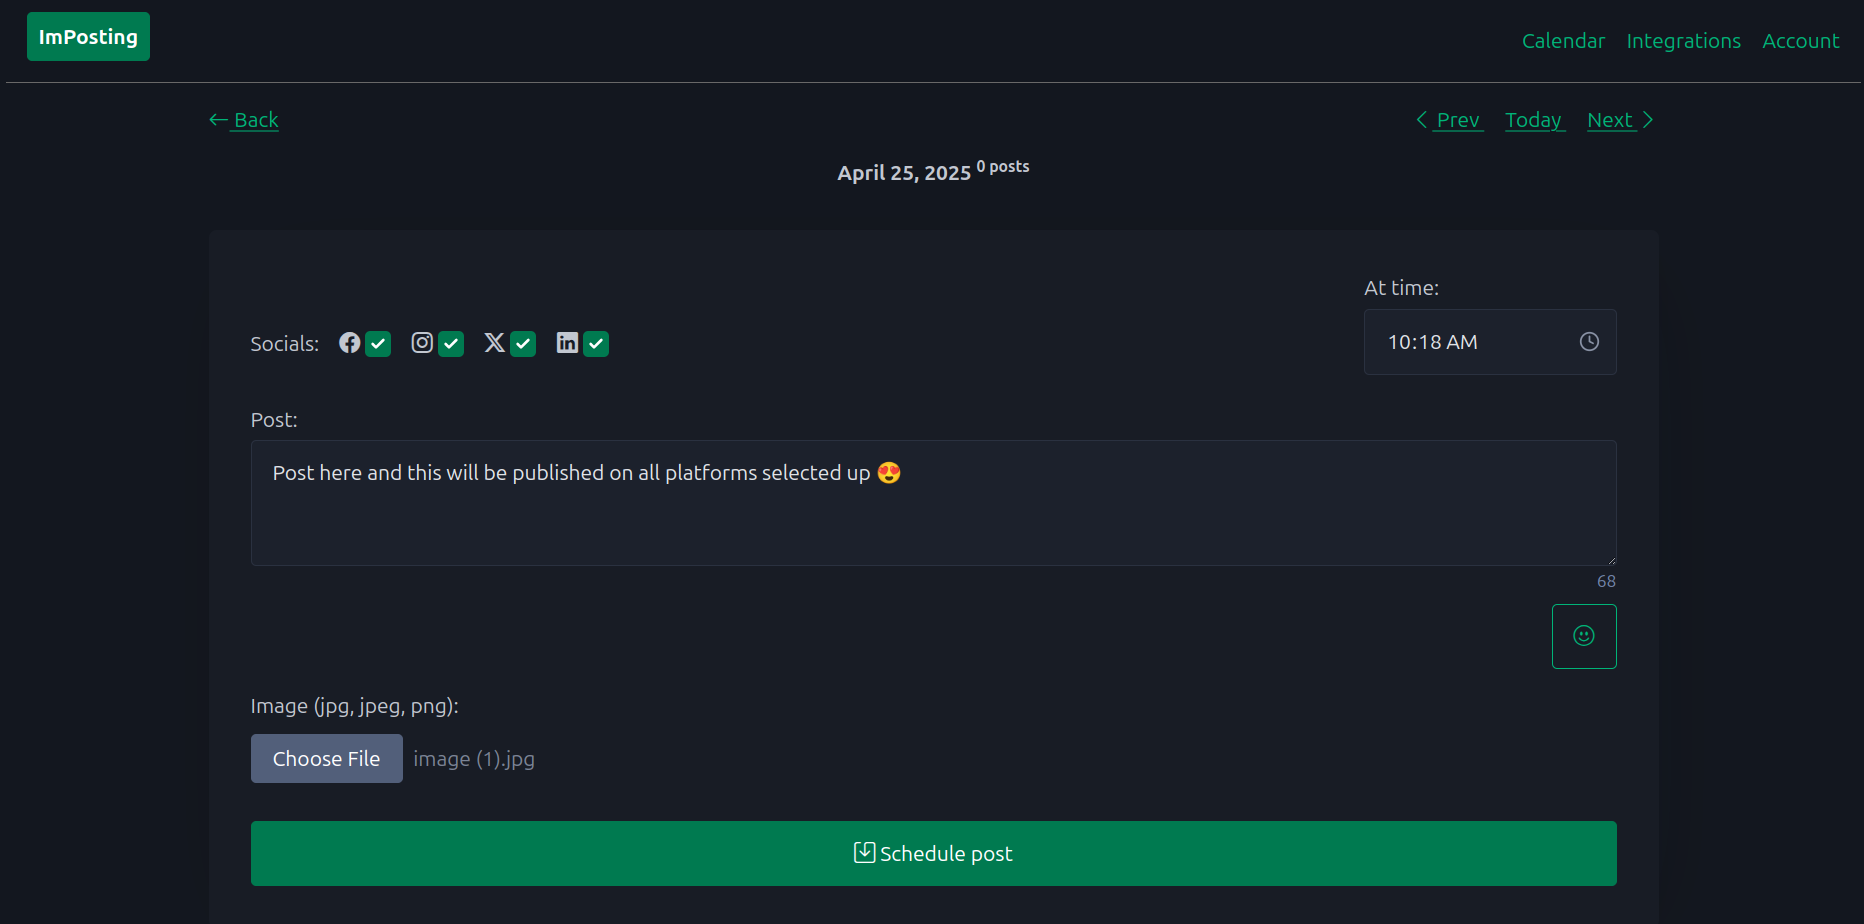 ImPosting
Calendar Integrations Account
Back
Prev Today Next
April 25, 2025 0 posts
At time:
Socials:
10:18 AM
Post:
Post here and this will be published on all platforms selected up 😍
68
Image (jpg, jpeg, png):
Choose File image (1).jpg
Schedule post